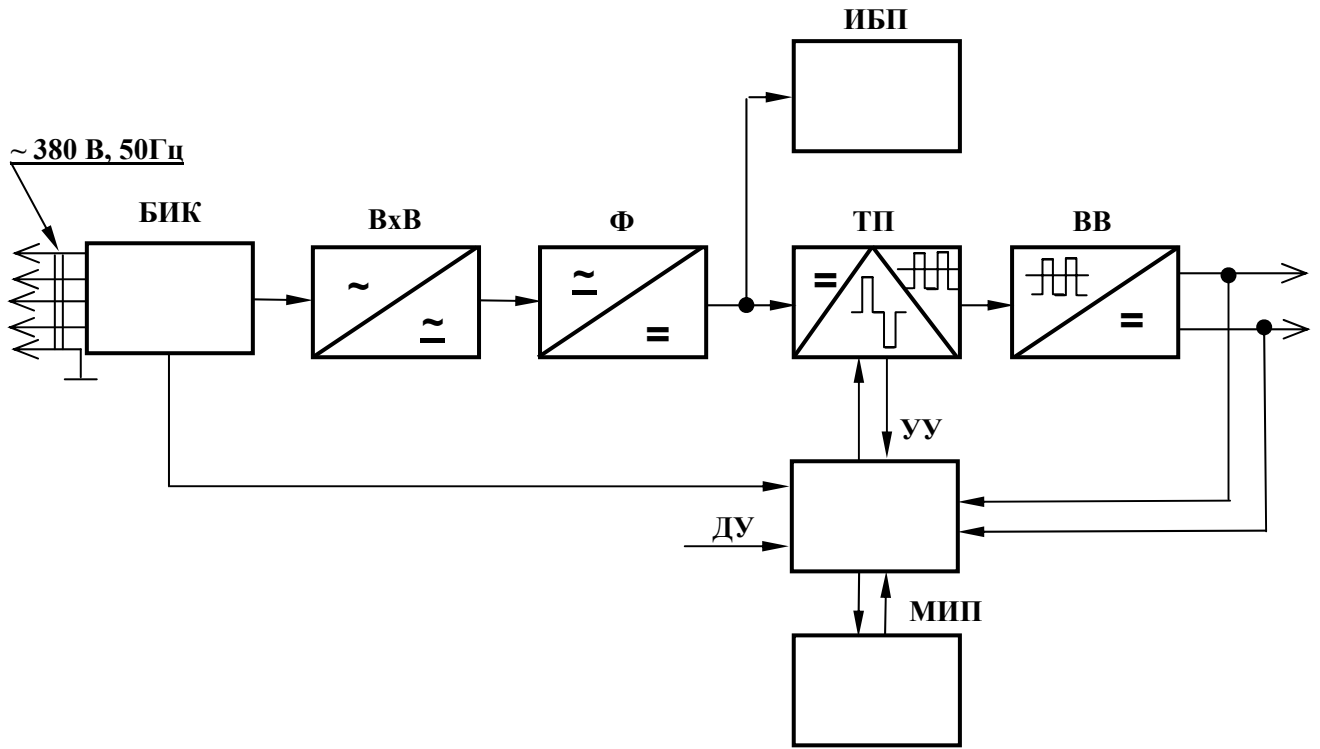 ИБП
~ 380 В, 50Гц
БИК
ВхВ
Ф
ТП
ВВ
~
~
~
=
=
=
УУ
ДУ
МИП